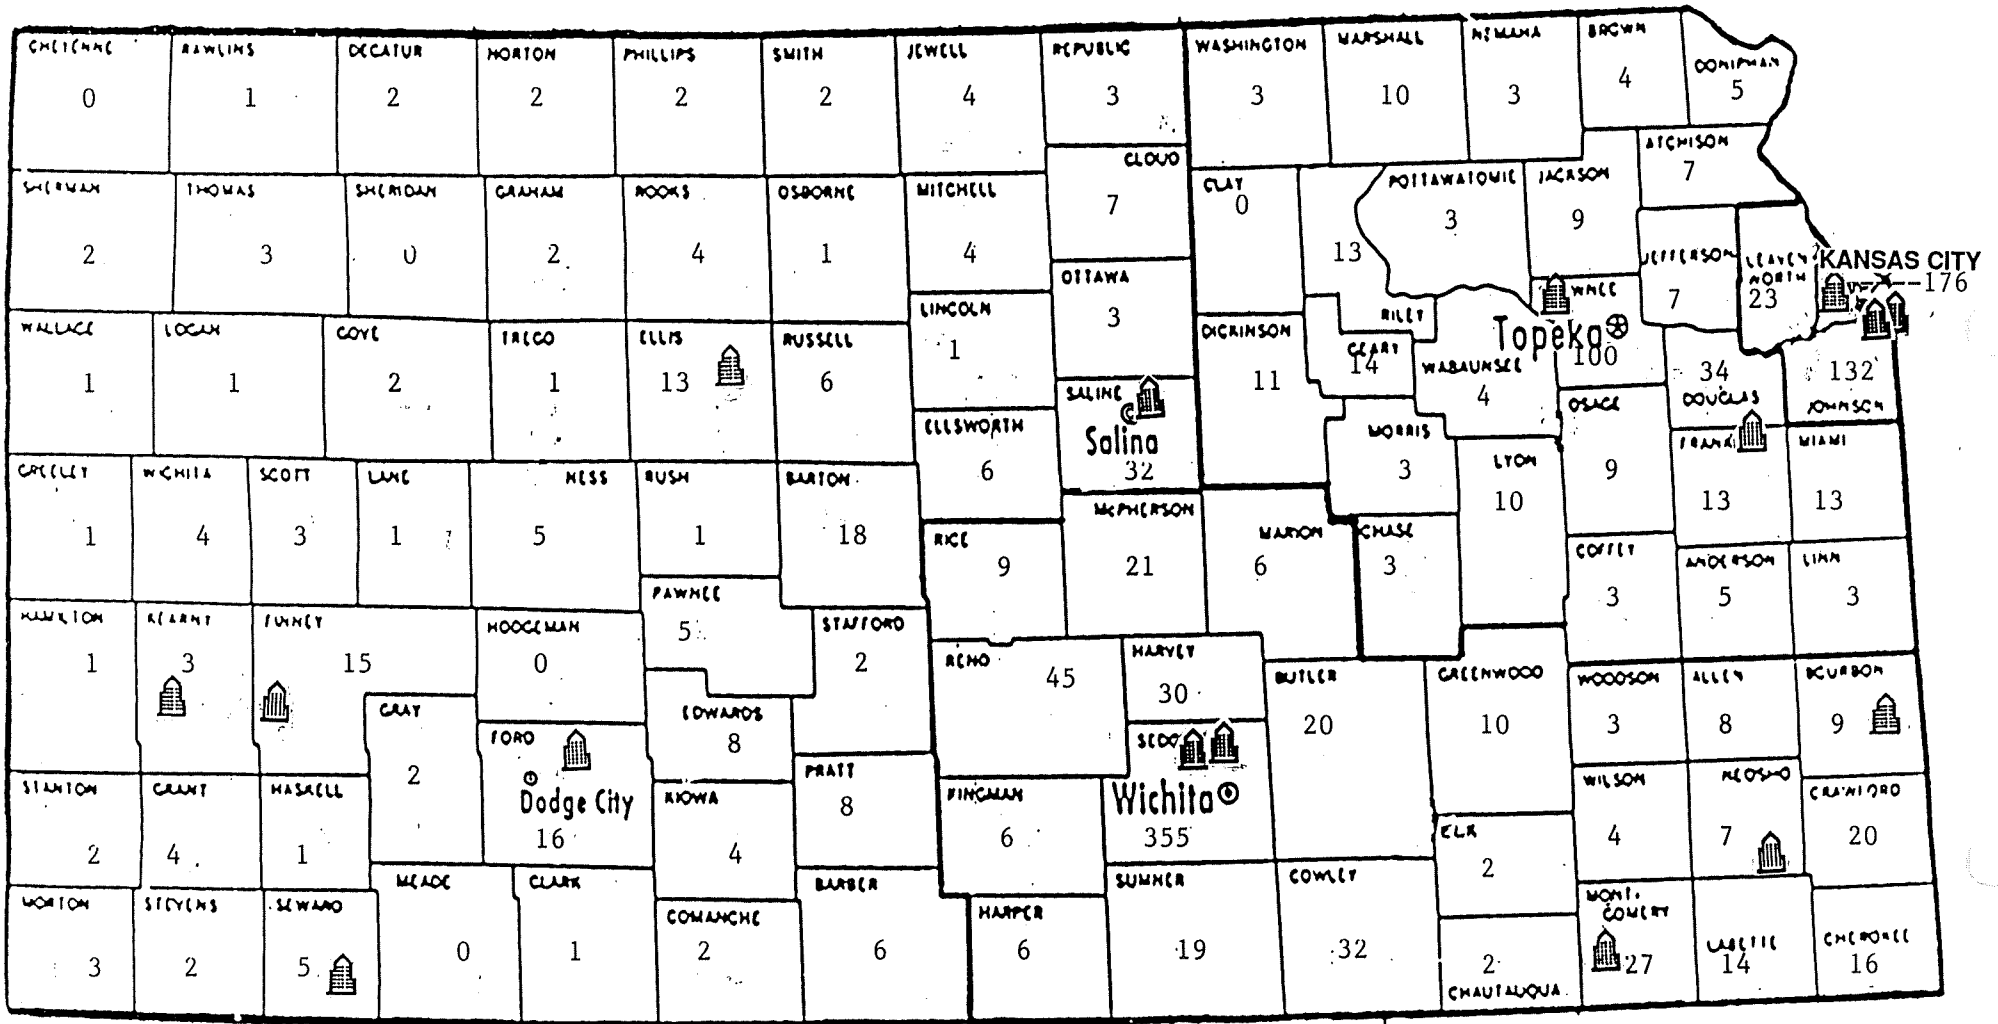 CHEYENNE RAWLINS DECATUR NORTON PHILLIPS SMITH JEWELL REPUBLIC WASHINGTON MARSHALL NEMAHA BROWN DONIPHAN
0 1 2 2 2 2 4 3 3 10 3 4 5
CLOUD ATCHISON
7 7
SHERMAN THOMAS SHERIDAN GRAHAM ROOKS OSBORNE MITCHELL CLAY POTTAWATOMIE JACKSON
2 3 0 2 4 1 4 0 13 3 9
OTTAWA JEFFERSON LEAVEN
WORTH KANSAS CITY
3 7 23 176
WALLACE LOGAN GOVE TREGO ELLIS RUSSELL LINCOLN DICKINSON RILEY WNEE
Topeka
1 1 2 1 13 6 1 11 100
GEARY WABAUNSEE
14 4 34 132
SALINE DOUGLAS JOHNSON
Salina
32
ELLSWORTH MORRIS OSAGE FRANK MIAMI
6 3 9 13 13
GREELEY WICHITA SCOTT LANE NESS RUSH BARTON LYON
1 4 3 1 5 1 18 10
RICE McPHERSON MARION CHASE COFFEY ANDERSON LINN
9 21 6 3 3 5 3
PAWNEE
5
HAMILTON KEARNY FINNEY HODGEMAN STAFFORD RENO HARVEY
1 3 15 0 2 45 30
GRAY EDWARDS BUTLER GREENWOOD WOODSON ALLEN BOURBON
2 8 20 10 3 8 9
FORD SEDG
Dodge City Wichita
16 355
STANTON GRANT HASKELL KIOWA PRATT KINGMAN WILSON NEOSHO CRAWFORD
2 4 1 4 8 6 4 7 20
ELK
2
MEADE CLARK BARBER SUMNER COWLEY MONT-
GOMERY
MORTON STEVENS SEWARD COMANCHE HARPER LABETTE CHEROKEE
3 2 5 0 1 2 6 6 19 32 2 27 14 16
CHAUTAUQUA